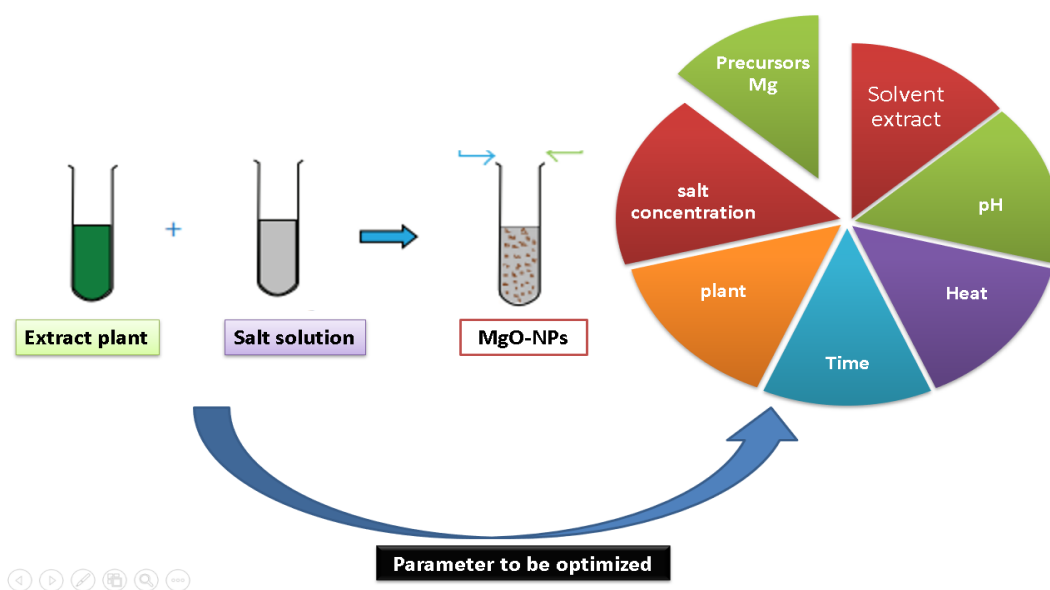 Extract plant
+
Salt solution
MgO-NPs
Precursors
Mg
Solvent
extract
pH
Heat
Time
plant
salt
concentration
Parameter to be optimized